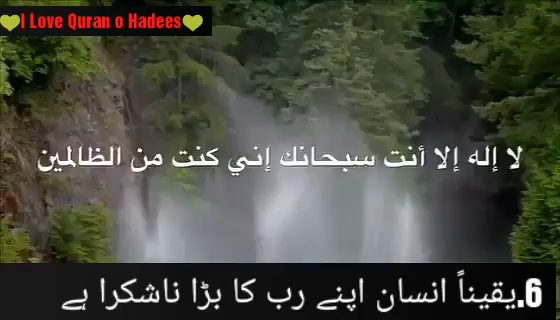 💚I Love Quran o Hadees💚
لا إله إلا أنت سبحانك إني كنت من الظالمين
6.یقیناً انسان اپنے رب کا بڑا ناشکرا ہے